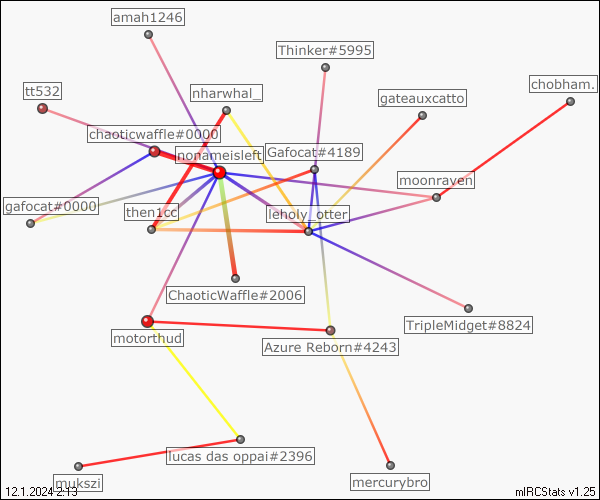 amah1246
Thinker#5995
chobham.
tt532
nharwhal_
gateauxcatto
chaoticwaffle#0000
nonameisleft
Gafocat#4189
moonraven
gafocat#0000
then1cc
leholy_otter
ChaoticWaffle#2006
TripleMidget#8824
motorthud
Azure Reborn#4243
lucas das oppai#2396
mukszi
mercurybro
12.1.2024 2:13
mIRCStats v1.25